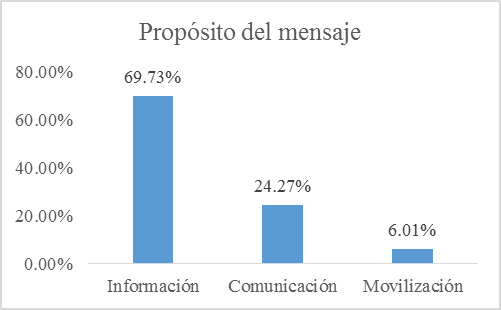 Propósito del mensaje
80.00%
60.00%
40.00%
20.00%
0.00%
69.73%
24.27%
6.01%
Información
Comunicación
Movilización